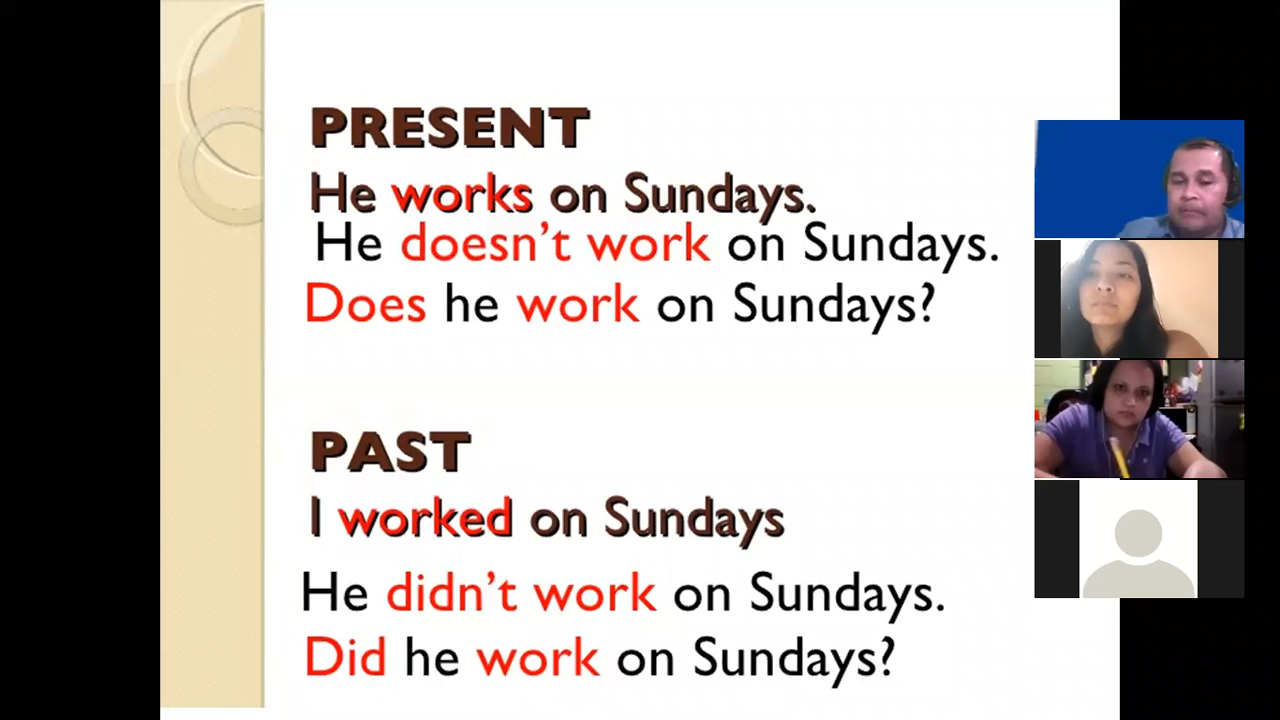 PRESENT
He works on Sundays.
He doesn't work on Sundays.
Does he work on Sundays?
PAST
I worked on Sundays
He didn't work on Sundays.
Did he work on Sundays?